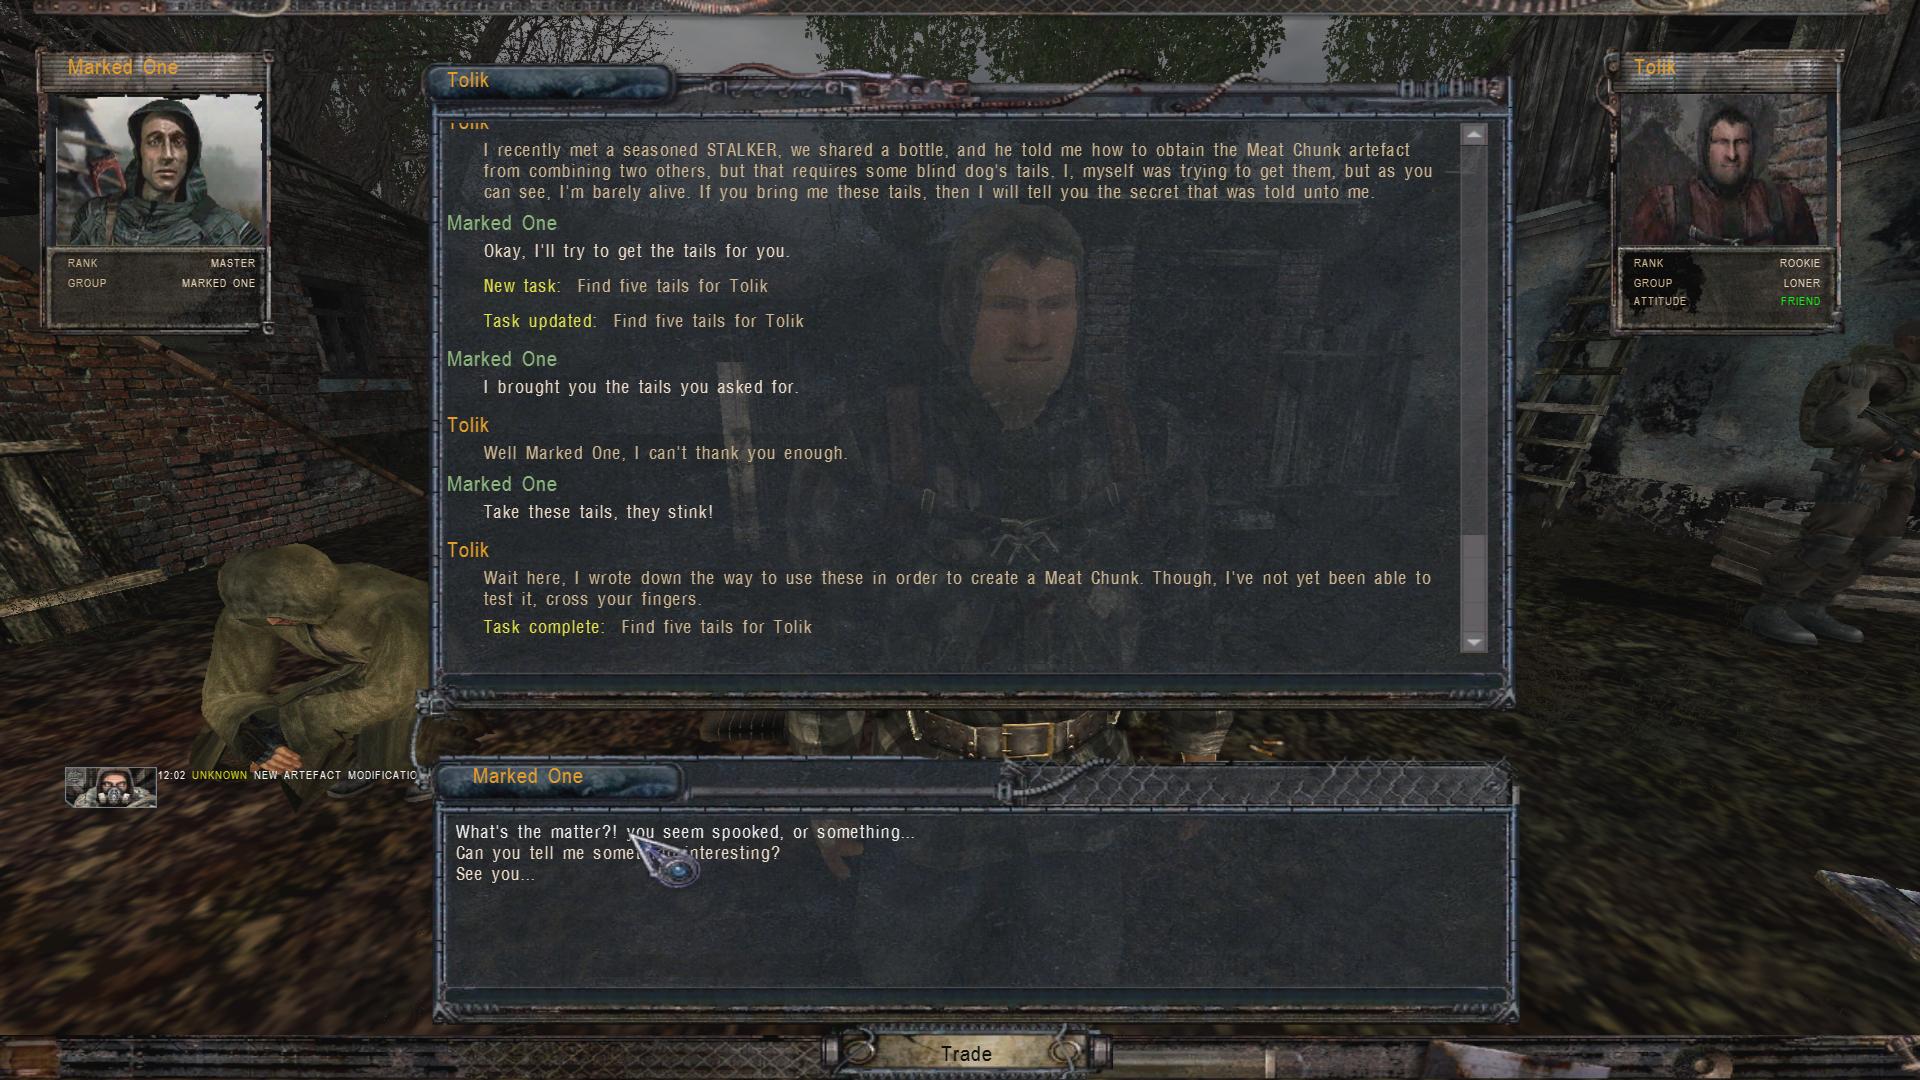 Marked One
RANK MASTER
GROUP MARKED ONE
Tolik
Tolik
I recently met a seasoned STALKER, we shared a bottle, and he told me how to obtain the Meat Chunk artefact
from combining two others, but that requires some blind dog's tails. I, myself was trying to get them, but as you
can see, I'm barely alive. If you bring me these tails, then I will tell you the secret that was told unto me.
Marked One
Okay, I'll try to get the tails for you.
New task: Find five tails for Tolik
Task updated: Find five tails for Tolik
Marked One
I brought you the tails you asked for.
Tolik
Well Marked One, I can't thank you enough.
Marked One
Take these tails, they stink!
Tolik
Wait here, I wrote down the way to use these in order to create a Meat Chunk. Though, I've not yet been able to
test it, cross your fingers.
Task complete: Find five tails for Tolik
Tolik
RANK ROOKIE
GROUP LONER
ATTITUDE FRIEND
12:02 UNKNOWN NEW ARTEFACT MODIFICATIO
Marked One
What's the matter?! you seem spooked, or something...
Can you tell me interesting?
See you...
Trade